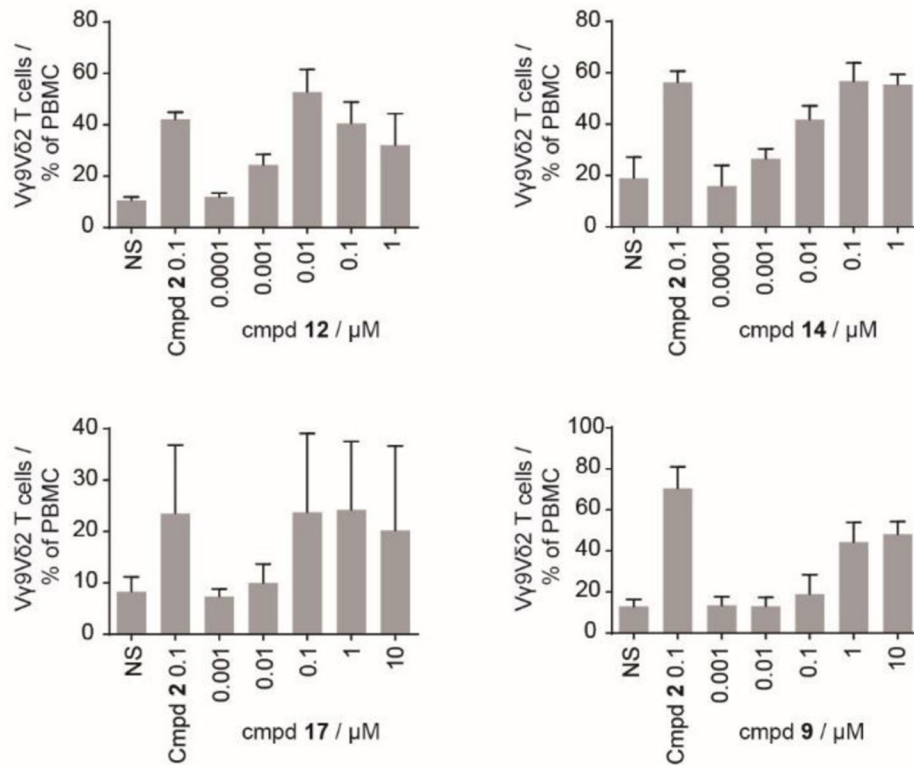 Vγ9Vδ2 T cells /
% of PBMC
80
60
40
20
0
NS
Cmpd 2 0.1
0.0001
0.001
0.01
0.1
1
cmpd 12 / µM
Vγ9Vδ2 T cells /
% of PBMC
80
60
40
20
0
NS
Cmpd 2 0.1
0.0001
0.001
0.01
0.1
1
cmpd 14 / µM
Vγ9Vδ2 T cells /
% of PBMC
40
30
20
10
0
NS
Cmpd 2 0.1
0.001
0.01
0.1
1
10
cmpd 17 / µM
Vγ9Vδ2 T cells /
% of PBMC
100
80
60
40
20
0
NS
Cmpd 2 0.1
0.001
0.01
0.1
1
10
cmpd 9 / µM